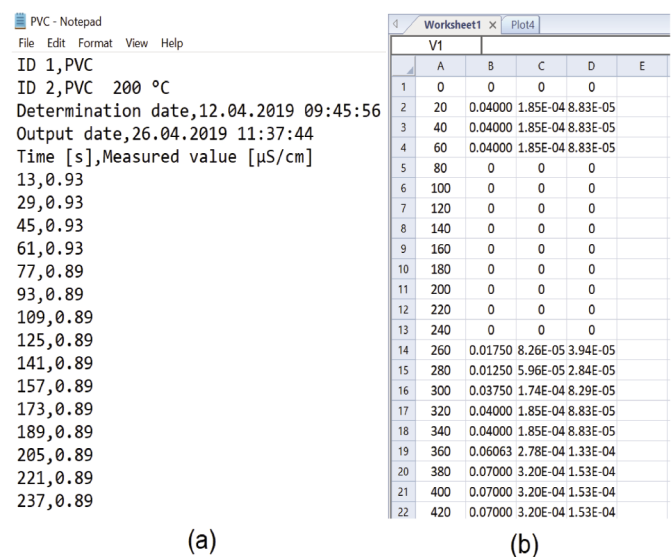 PVC - Notepad
File Edit Format View Help
ID 1,PVC
ID 2,PVC  200 °C
Determination date,12.04.2019 09:45:56
Output date,26.04.2019 11:37:44
Time [s],Measured value [µS/cm]
13,0.93
29,0.93
45,0.93
61,0.93
77,0.89
93,0.89
109,0.89
125,0.89
141,0.89
157,0.89
173,0.89
189,0.89
205,0.89
221,0.89
237,0.89
(a)
Worksheet1 × Plot4
V1
A B C D E
1 0 0 0 0
2 20 0.04000 1.85E-04 8.83E-05
3 40 0.04000 1.85E-04 8.83E-05
4 60 0.04000 1.85E-04 8.83E-05
5 80 0 0 0
6 100 0 0 0
7 120 0 0 0
8 140 0 0 0
9 160 0 0 0
10 180 0 0 0
11 200 0 0 0
12 220 0 0 0
13 240 0 0 0
14 260 0.01750 8.26E-05 3.94E-05
15 280 0.01250 5.96E-05 2.84E-05
16 300 0.03750 1.74E-04 8.29E-05
17 320 0.04000 1.85E-04 8.83E-05
18 340 0.04000 1.85E-04 8.83E-05
19 360 0.06063 2.78E-04 1.33E-04
20 380 0.07000 3.20E-04 1.53E-04
21 400 0.07000 3.20E-04 1.53E-04
22 420 0.07000 3.20E-04 1.53E-04
(b)